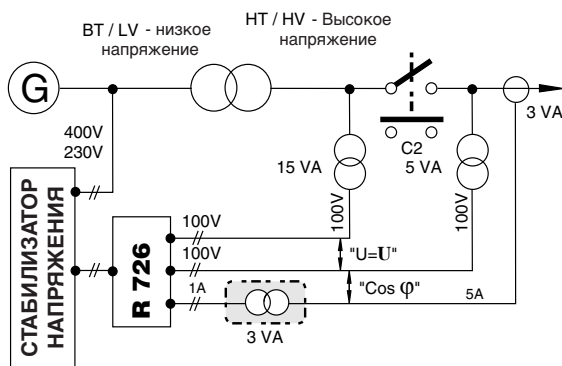 BT / LV - низкое
напряжение
HT / HV - Высокое
напряжение
G
3 VA
400V
230V
15 VA
C2
5 VA
100V
100V
СТАБИЛИЗАТОР
НАПРЯЖЕНИЯ
R 726
100V
100V
1A
"U=U"
"Cos φ"
5A
3 VA